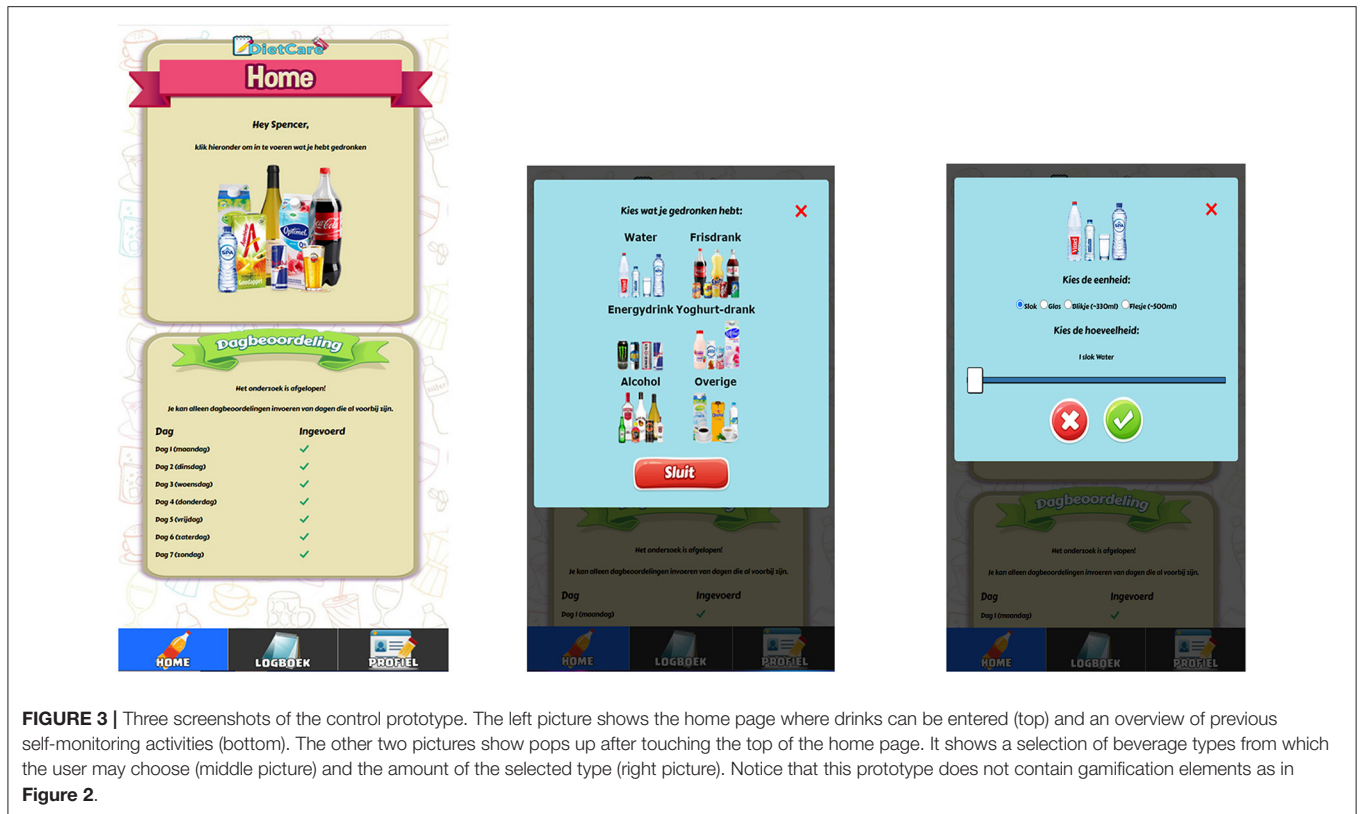 DietCare
Home
Hey Spencer,
klik hieronder om in te voeren wat je hebt gedronken
Optimel
Coca-Cola
SPA
Dagbeoordeling
Het onderzoek is afgelopen!
Je kan alleen dagbeoordelingen invoeren van dagen die al voorbij zijn.
Dag Ingevoerd
Dag 1 (maandag)
Dag 2 (dinsdag)
Dag 3 (woensdag)
Dag 4 (donderdag)
Dag 5 (vrijdag)
Dag 6 (zaterdag)
Dag 7 (zondag)
HOME LOGBOEK PROFIEL
Kies wat je gedronken hebt:
Water Frisdrank
Energydrink Yoghurt-drank
Alcohol Overige
Sluit
Dagbeoordeling
Het onderzoek is afgelopen!
Je kan alleen dagbeoordelingen invoeren van dagen die al voorbij zijn.
Dag Ingevoerd
Dag 1 (maandag)
HOME LOGBOEK PROFIEL
SPA
Kies de eenheid:
Slok Glas Blikje (~330ml) Flesje (~500ml)
Kies de hoeveelheid:
1 slok Water
Dagbeoordeling
Het onderzoek is afgelopen!
Je kan alleen dagbeoordelingen invoeren van dagen die al voorbij zijn.
Dag Ingevoerd
Dag 1 (maandag)
HOME LOGBOEK PROFIEL
FIGURE 3 | Three screenshots of the control prototype. The left picture shows the home page where drinks can be entered (top) and an overview of previous
self-monitoring activities (bottom). The other two pictures show pops up after touching the top of the home page. It shows a selection of beverage types from which
the user may choose (middle picture) and the amount of the selected type (right picture). Notice that this prototype does not contain gamification elements as in
Figure 2.